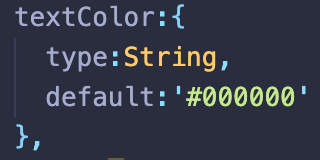 textColor:{
type:String,
default:'#000000'
},